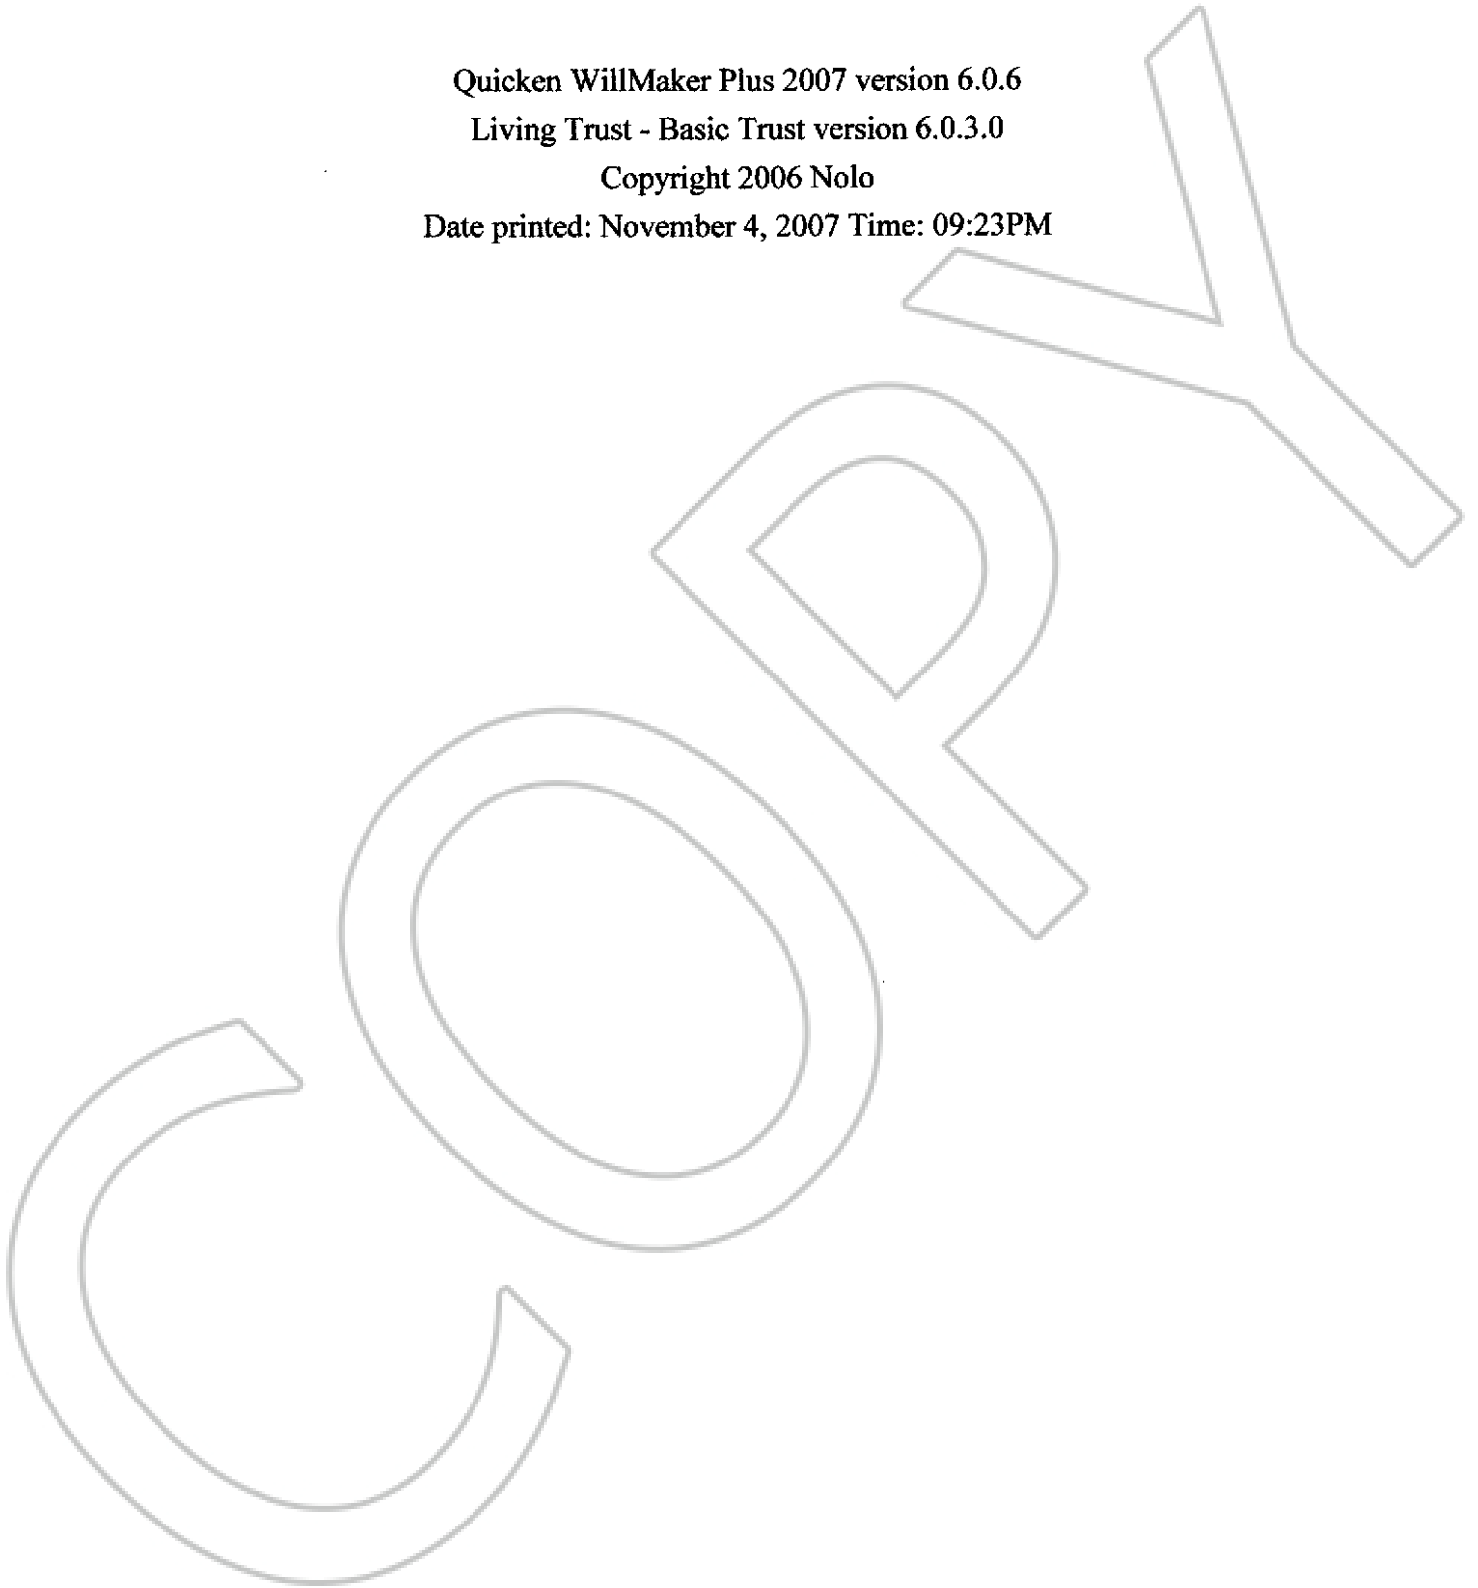 Quicken WillMaker Plus 2007 version 6.0.6
Living Trust - Basic Trust version 6.0.3.0
Copyright 2006 Nolo
Date printed: November 4, 2007 Time: 09:23PM
COPY